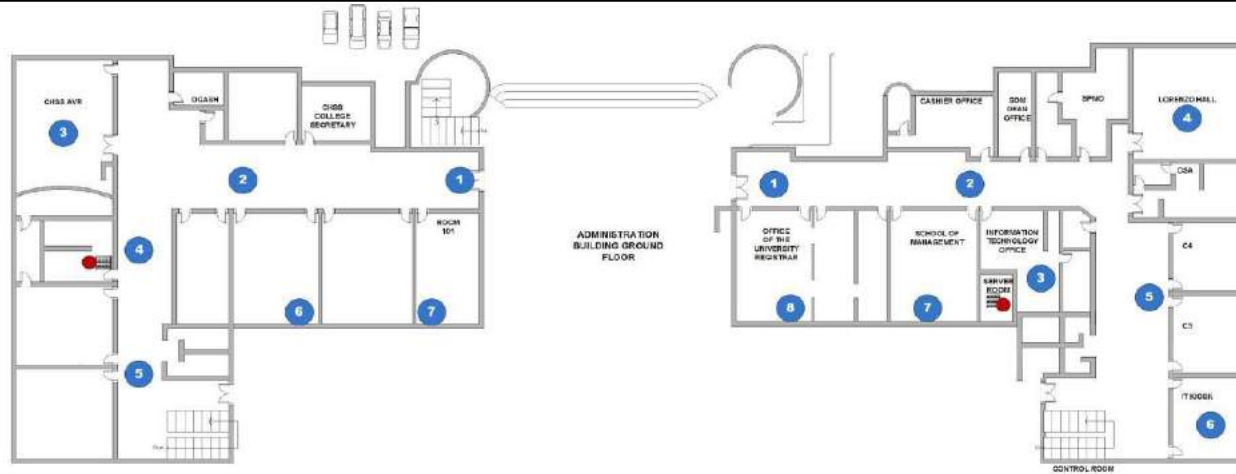 CHSS AVR
3
OCASH
CHSS
COLLEGE
SECRETARY
2
1
ROOM
101
4
5
6
7
ADMINISTRATION
BUILDING GROUND
FLOOR
CASHIER OFFICE
SOM
DEAN
OFFICE
SPMO
LORENZO HALL
4
1
2
CSA
OFFICE
OF THE
UNIVERSITY
REGISTRAR
SCHOOL OF
MANAGEMENT
INFORMATION
TECHNOLOGY
OFFICE
SERVER
ROOM
3
8
7
C4
5
C3
IT KIOSK
6
CONTROL ROOM